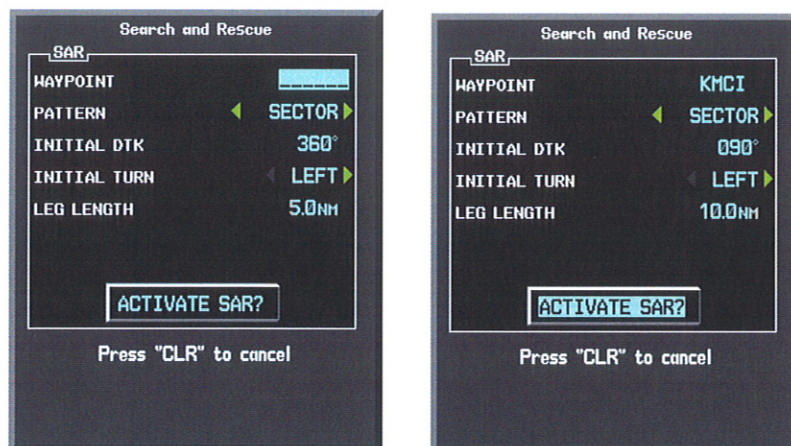 Search and Rescue
SAR
WAYPOINT ______
PATTERN SECTOR
INITIAL DTK 360°
INITIAL TURN LEFT
LEG LENGTH 5.0NM
ACTIVATE SAR?
Press "CLR" to cancel
Search and Rescue
SAR
WAYPOINT KMCI
PATTERN SECTOR
INITIAL DTK 090°
INITIAL TURN LEFT
LEG LENGTH 10.0NM
ACTIVATE SAR?
Press "CLR" to cancel